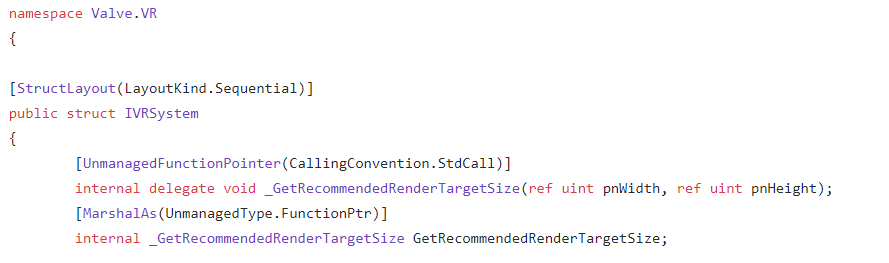 namespace Valve.VR
{
[StructLayout(LayoutKind.Sequential)]
public struct IVRSystem
{
[UnmanagedFunctionPointer(CallingConvention.StdCall)]
internal delegate void _GetRecommendedRenderTargetSize(ref uint pnWidth, ref uint pnHeight);
[MarshalAs(UnmanagedType.FunctionPtr)]
internal _GetRecommendedRenderTargetSize GetRecommendedRenderTargetSize;